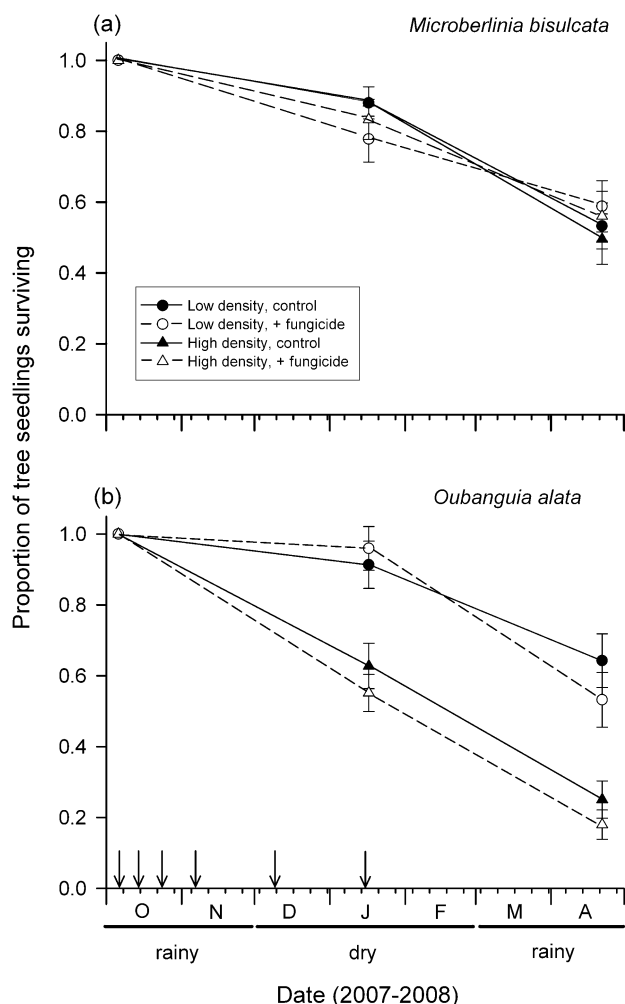 (a)
Microberlinia bisulcata
1.0
0.8
0.6
0.4
0.2
0.0
Low density, control
Low density, + fungicide
High density, control
High density, + fungicide
Proportion of tree seedlings surviving
(b)
Oubanguia alata
1.0
0.8
0.6
0.4
0.2
0.0
O N D J F M A
rainy dry rainy
Date (2007-2008)